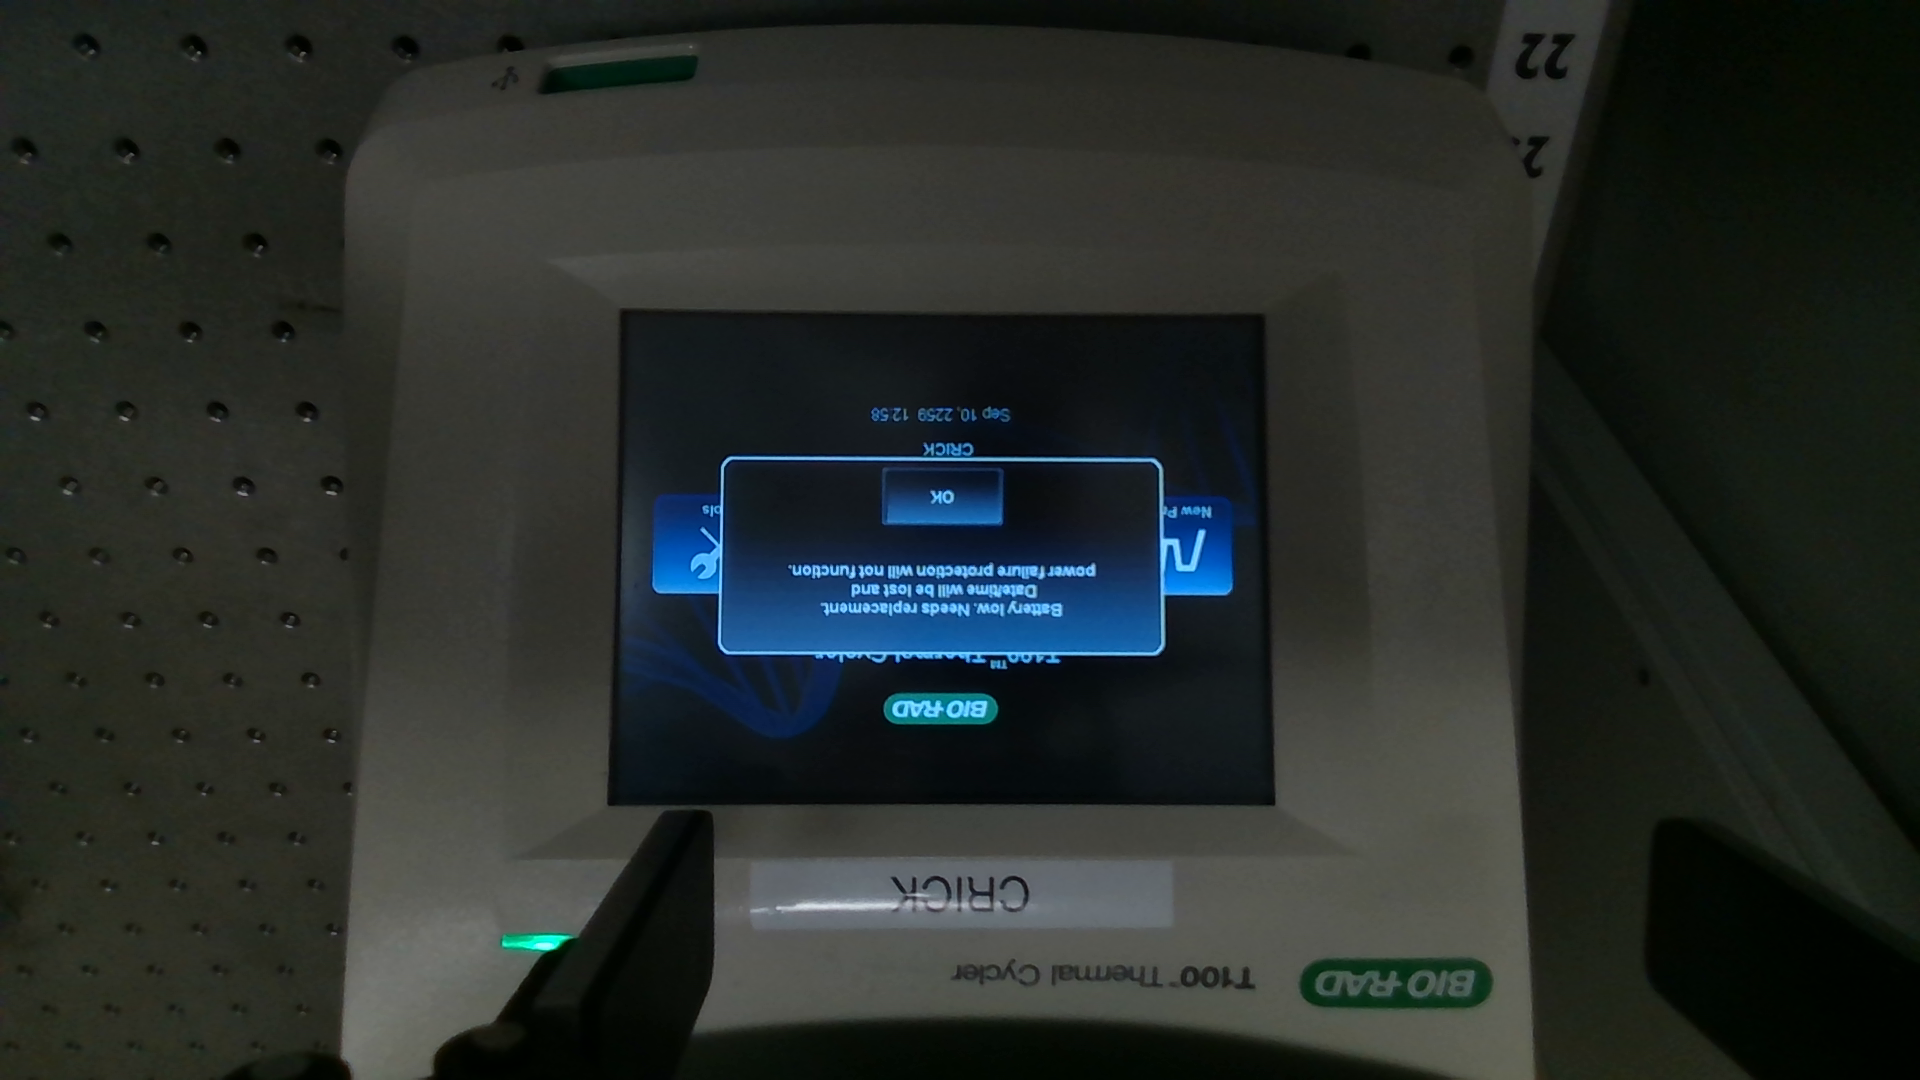 BIO-RAD
T100™ Thermal Cycler
CRICK
BIO-RAD
T100™ Thermal Cycler
Battery low. Needs replacement.
Date/time will be lost and
power failure protection will not function.
New Pr
ols
OK
CRICK
Sep 10, 2259 12:58
22